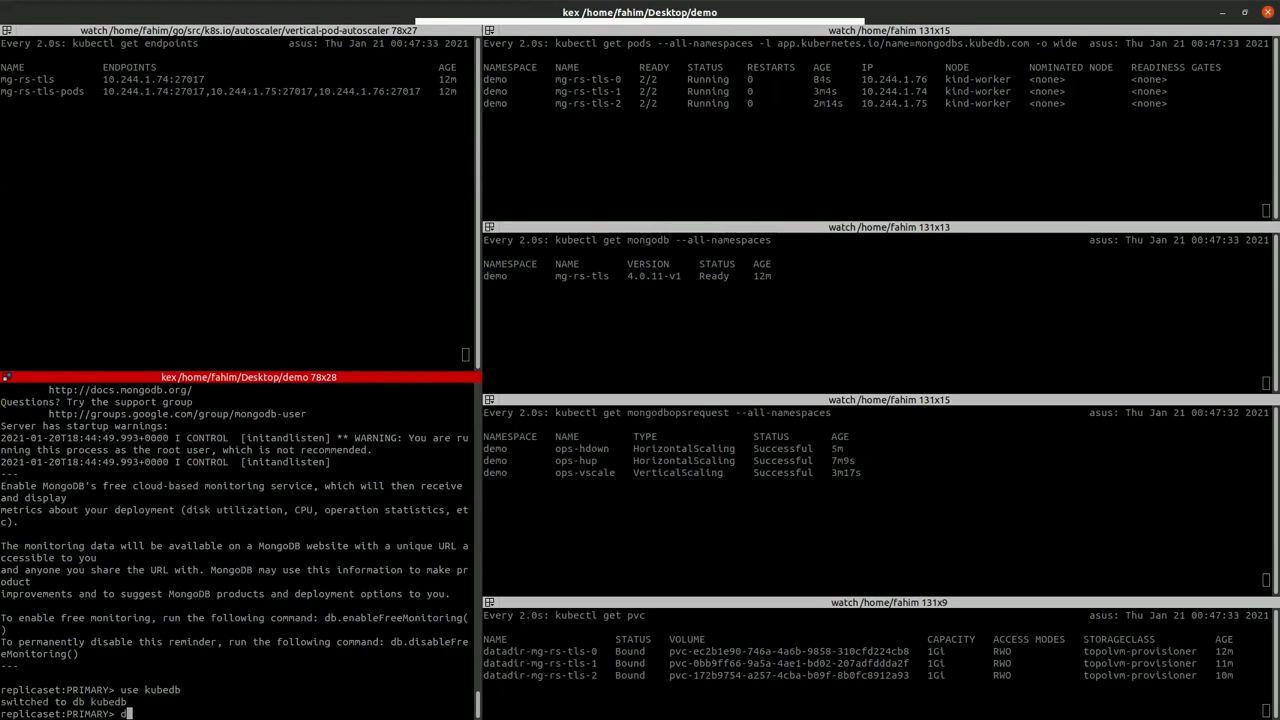 kex /home/fahim/Desktop/demo
watch /home/fahim/go/src/k8s.io/autoscaler/vertical-pod-autoscaler 78x27
Every 2.0s: kubectl get endpoints asus: Thu Jan 21 00:47:33 2021
NAME ENDPOINTS AGE
mg-rs-tls 10.244.1.74:27017 12m
mg-rs-tls-pods 10.244.1.74:27017,10.244.1.75:27017,10.244.1.76:27017 12m
kex /home/fahim/Desktop/demo 78x28
http://docs.mongodb.org/
Questions? Try the support group
http://groups.google.com/group/mongodb-user
Server has startup warnings:
2021-01-20T18:44:49.993+0000 I CONTROL [initandlisten] ** WARNING: You are ru
nning this process as the root user, which is not recommended.
2021-01-20T18:44:49.993+0000 I CONTROL [initandlisten]
---
Enable MongoDB's free cloud-based monitoring service, which will then receive
and display
metrics about your deployment (disk utilization, CPU, operation statistics, et
c).
The monitoring data will be available on a MongoDB website with a unique URL a
ccessible to you
and anyone you share the URL with. MongoDB may use this information to make pr
oduct
improvements and to suggest MongoDB products and deployment options to you.
To enable free monitoring, run the following command: db.enableFreeMonitoring(
)
To permanently disable this reminder, run the following command: db.disableFre
eMonitoring()
---
replicaset:PRIMARY> use kubedb
switched to db kubedb
replicaset:PRIMARY> d
watch /home/fahim 131x15
Every 2.0s: kubectl get pods --all-namespaces -l app.kubernetes.io/name=mongodbs.kubedb.com -o wide asus: Thu Jan 21 00:47:33 2021
NAMESPACE NAME READY STATUS RESTARTS AGE IP NODE NOMINATED NODE READINESS GATES
demo mg-rs-tls-0 2/2 Running 0 84s 10.244.1.76 kind-worker <none> <none>
demo mg-rs-tls-1 2/2 Running 0 3m4s 10.244.1.74 kind-worker <none> <none>
demo mg-rs-tls-2 2/2 Running 0 2m14s 10.244.1.75 kind-worker <none> <none>
watch /home/fahim 131x13
Every 2.0s: kubectl get mongodb --all-namespaces asus: Thu Jan 21 00:47:33 2021
NAMESPACE NAME VERSION STATUS AGE
demo mg-rs-tls 4.0.11-v1 Ready 12m
watch /home/fahim 131x15
Every 2.0s: kubectl get mongodbopsrequest --all-namespaces asus: Thu Jan 21 00:47:32 2021
NAMESPACE NAME TYPE STATUS AGE
demo ops-hdown HorizontalScaling Successful 5m
demo ops-hup HorizontalScaling Successful 7m9s
demo ops-vscale VerticalScaling Successful 3m17s
watch /home/fahim 131x9
Every 2.0s: kubectl get pvc asus: Thu Jan 21 00:47:33 2021
NAME STATUS VOLUME CAPACITY ACCESS MODES STORAGECLASS AGE
datadir-mg-rs-tls-0 Bound pvc-ec2b1e90-746a-4a6b-9858-310cfd224cb8 1Gi RWO topolvm-provisioner 12m
datadir-mg-rs-tls-1 Bound pvc-0bb9ff66-9a5a-4ae1-bd02-207adfddda2f 1Gi RWO topolvm-provisioner 11m
datadir-mg-rs-tls-2 Bound pvc-172b9754-a257-4cba-b09f-8b0fc8912a93 1Gi RWO topolvm-provisioner 10m